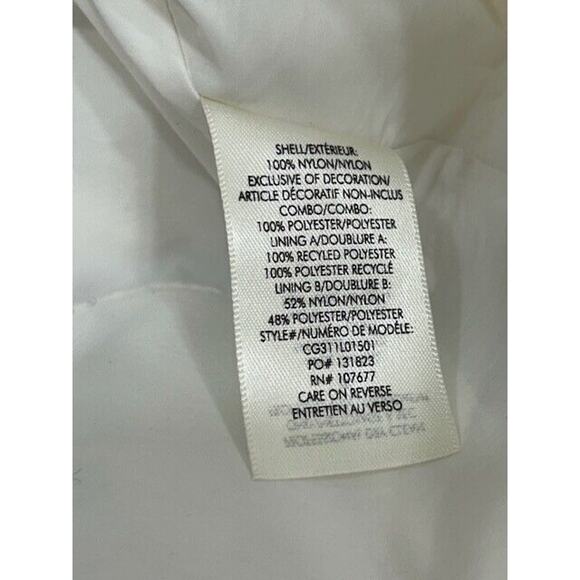 SHELL/EXTÉRIEUR:
100% NYLON/NYLON
EXCLUSIVE OF DECORATION/
ARTICLE DÉCORATIF NON-INCLUS
COMBO/COMBO:
100% POLYESTER/POLYESTER
LINING A/DOUBLURE A:
100% RECYLED POLYESTER
100% POLYESTER RECYCLÉ
LINING B/DOUBLURE B:
52% NYLON/NYLON
48% POLYESTER/POLYESTER
STYLE#/NUMÉRO DE MODÈLE:
CG311L01501
PO# 131823
RN# 107677
CARE ON REVERSE
ENTRETIEN AU VERSO